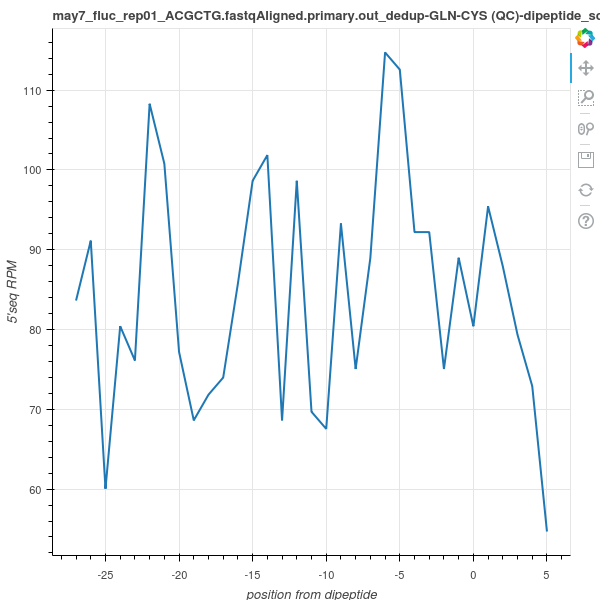 may7_fluc_rep01_ACGCTG.fastqAligned.primary.out_dedup-GLN-CYS (QC)-dipeptide_sc
5'seq RPM
110
100
90
80
70
60
-25 -20 -15 -10 -5 0 5
position from dipeptide